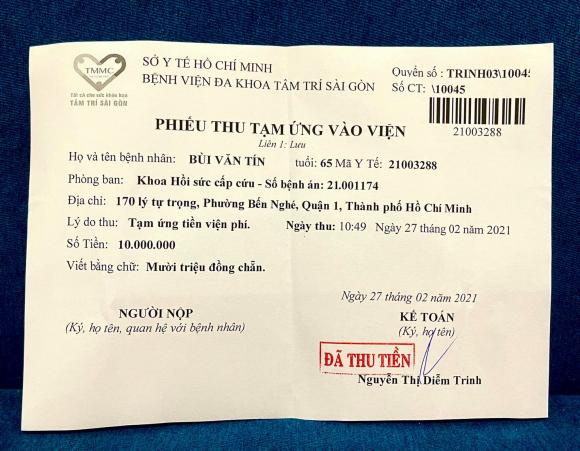 TMMC
Tất cả cho sức khỏe bạn
TÂM TRÍ SÀI GÒN
SỞ Y TẾ HỒ CHÍ MINH
BỆNH VIỆN ĐA KHOA TÂM TRÍ SÀI GÒN
Quyển số : TRINH03\10045
Số CT: \10045
21003288
PHIẾU THU TẠM ỨNG VÀO VIỆN
Liên 1: Lưu
Họ và tên bệnh nhân: BÙI VĂN TÍN tuổi: 65 Mã Y Tế: 21003288
Phòng ban: Khoa Hồi sức cấp cứu - Số bệnh án: 21.001174
Địa chỉ: 170 lý tự trọng, Phường Bến Nghé, Quận 1, Thành phố Hồ Chí Minh
Lý do thu: Tạm ứng tiền viện phí. Ngày thu: 10:49 Ngày 27 tháng 02 năm 2021
Số Tiền: 10.000.000
Viết bằng chữ: Mười triệu đồng chẵn.
Ngày 27 tháng 02 năm 2021
NGƯỜI NỘP
(Ký, họ tên, quan hệ với bệnh nhân)
KẾ TOÁN
(Ký, họ tên)
ĐÃ THU TIỀN
Nguyễn Thị Diễm Trinh